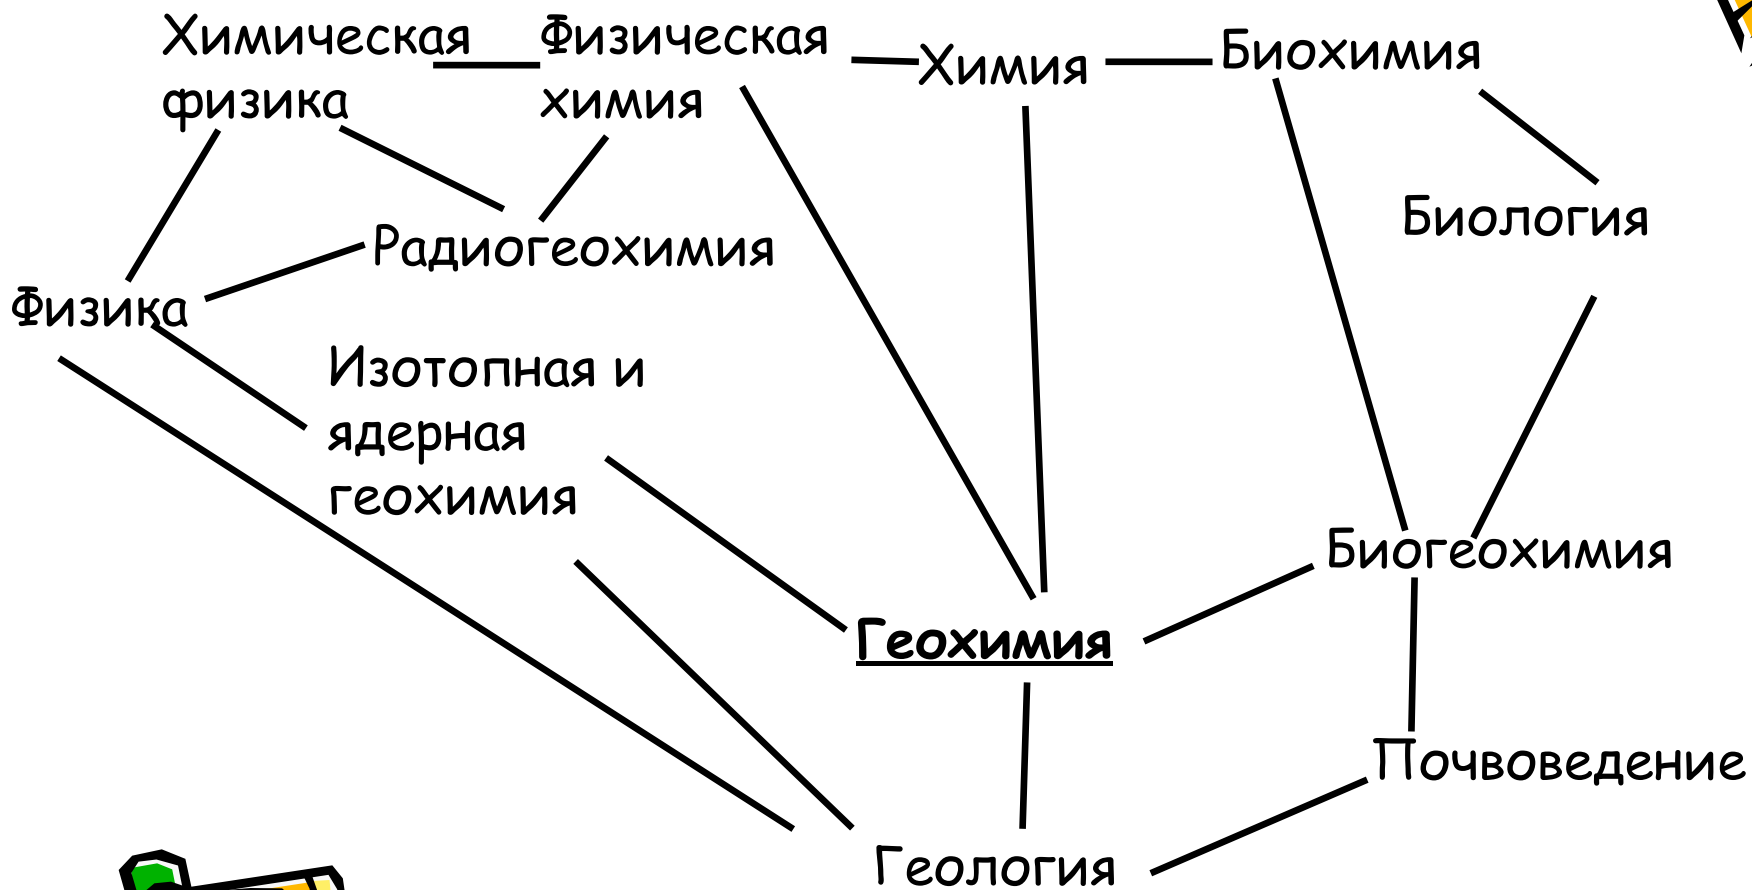 Химическая
физика
Физическая
химия
Химия
Биохимия
Биология
Радиогеохимия
Физика
Изотопная и
ядерная
геохимия
Биогеохимия
Геохимия
Почвоведение
Геология